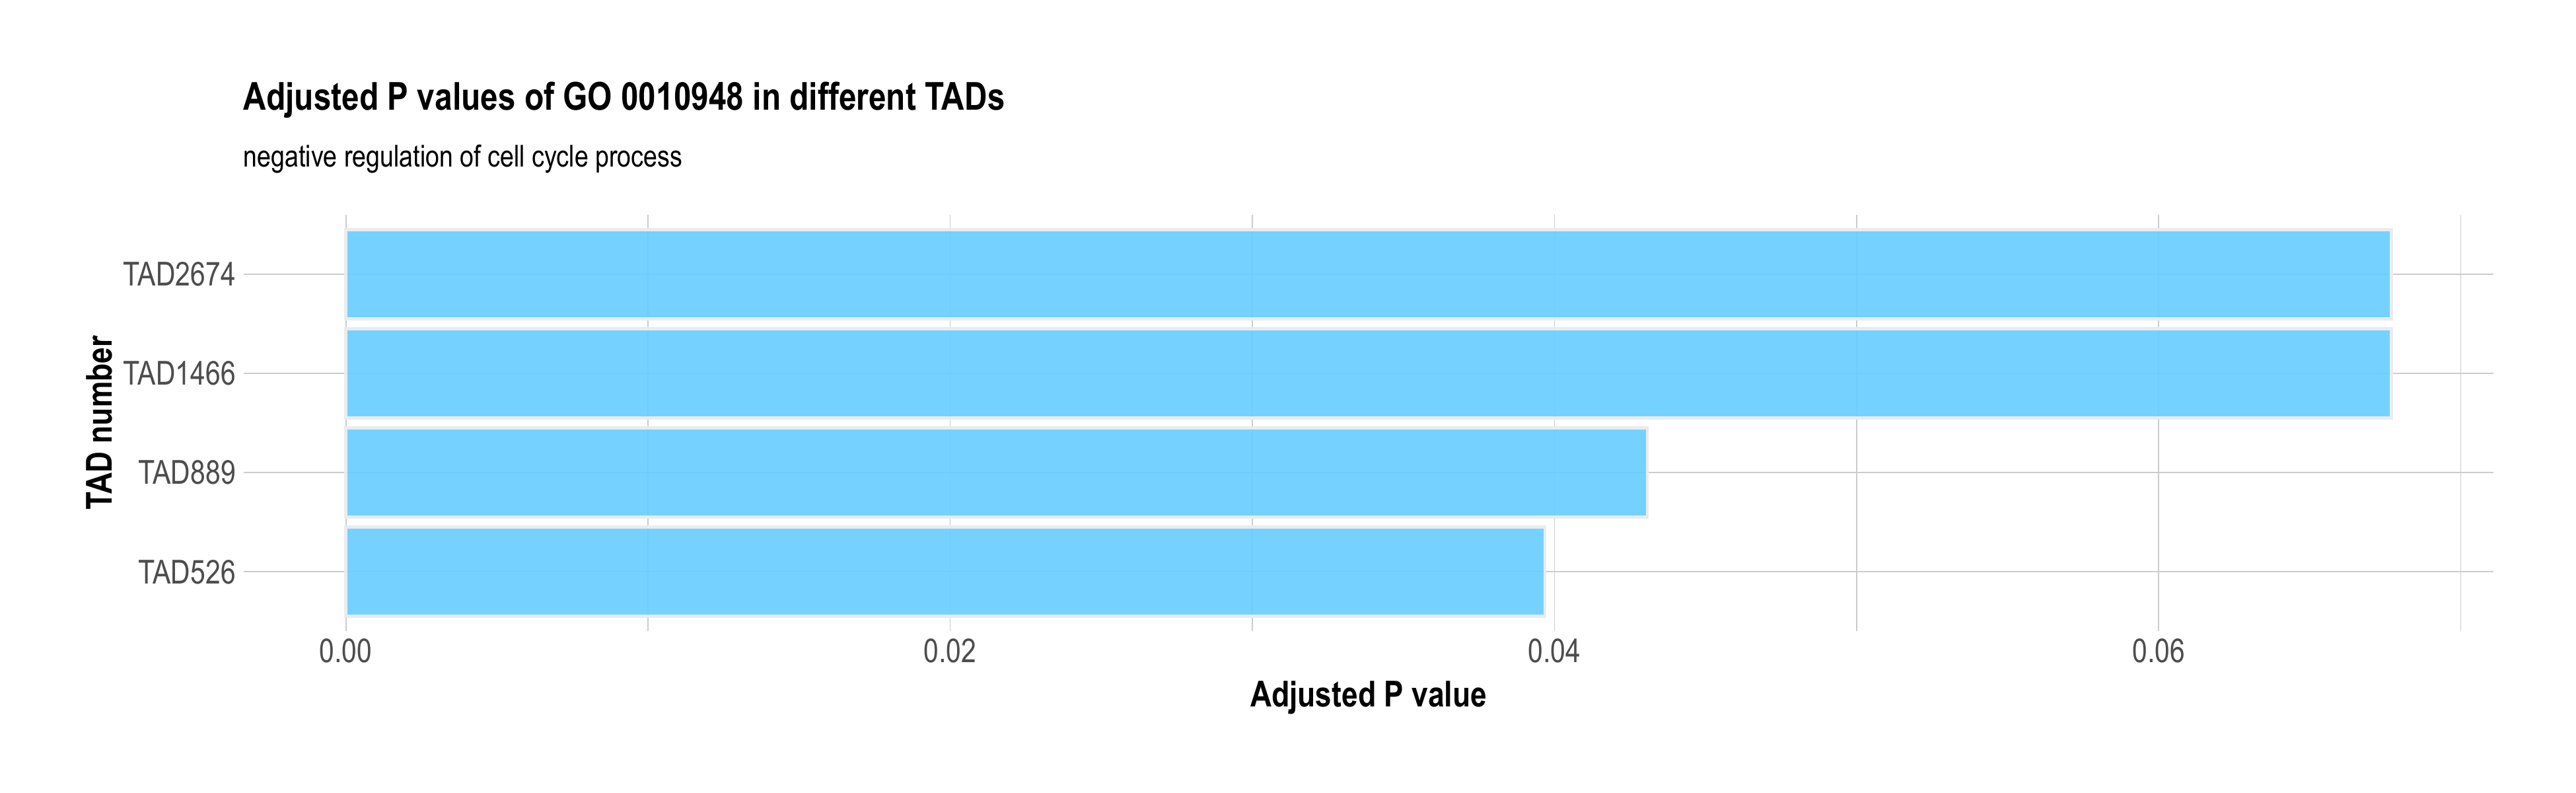 Adjusted P values of GO 0010948 in different TADs
negative regulation of cell cycle process
TAD number
TAD2674
TAD1466
TAD889
TAD526
0.00 0.02 0.04 0.06
Adjusted P value